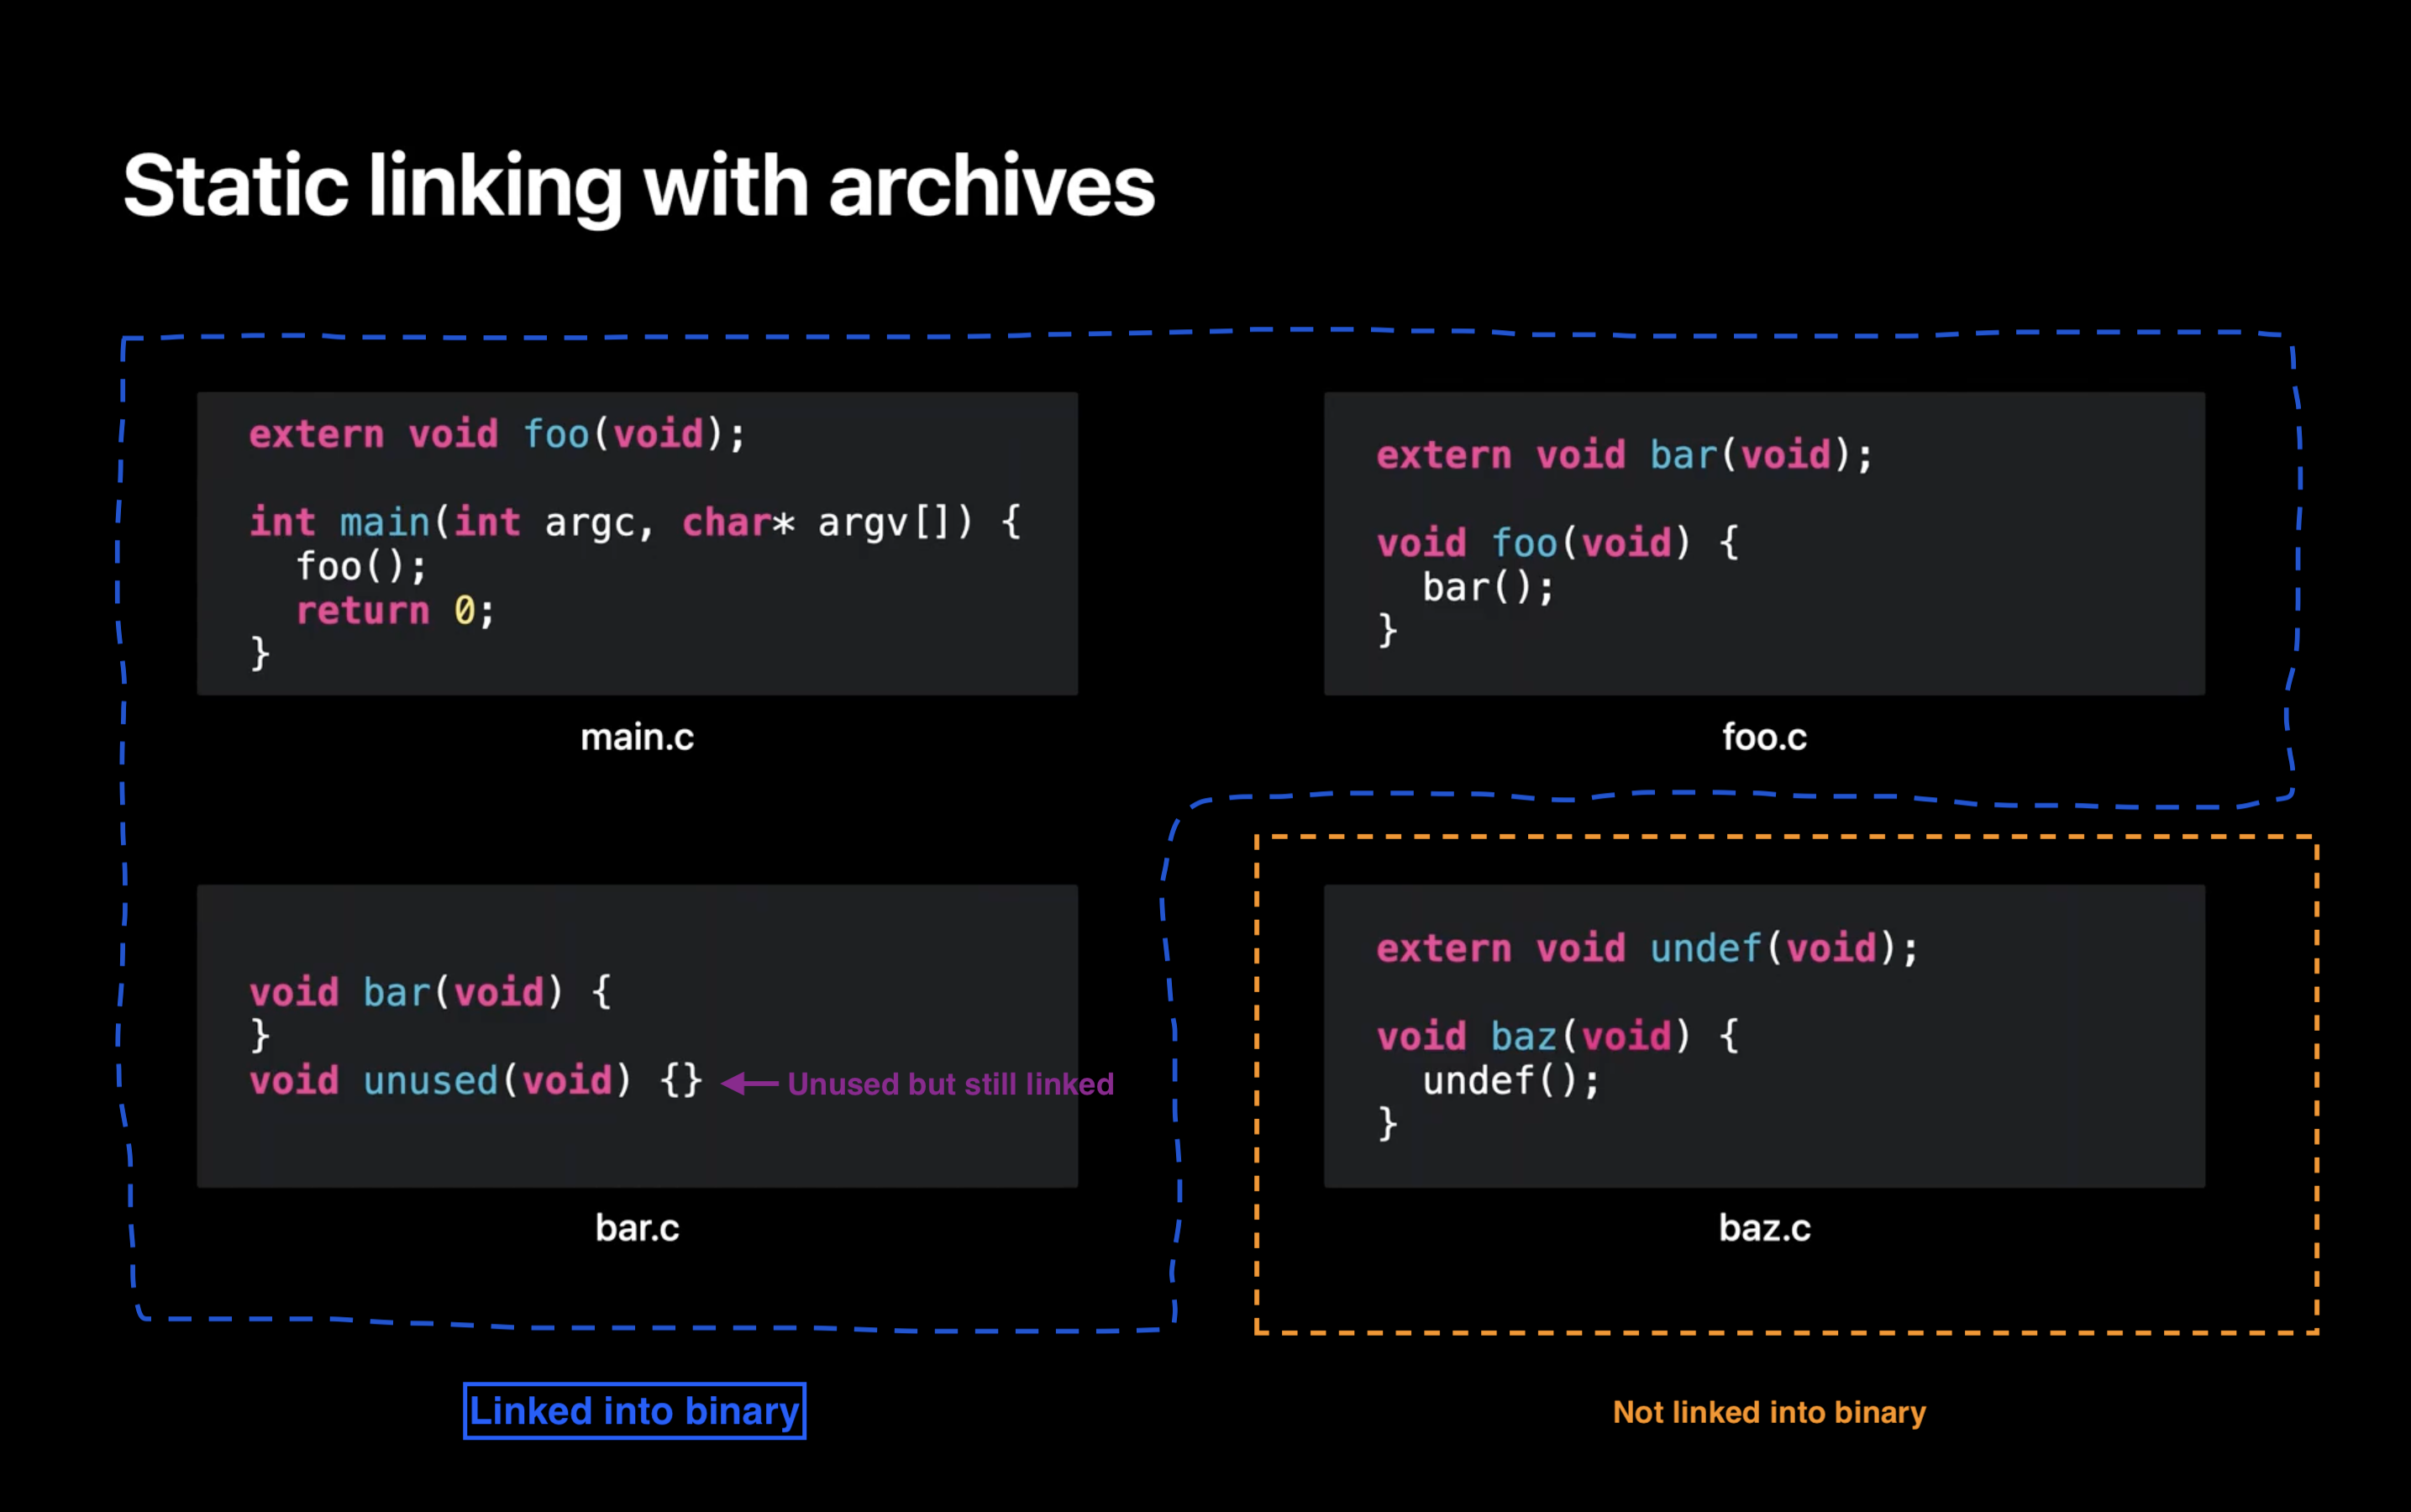 Static linking with archives
extern void foo(void);
int main(int argc, char* argv[]) {
foo();
return 0;
}
main.c
extern void bar(void);
void foo(void) {
bar();
}
foo.c
void bar(void) {
}
void unused(void) {}
Unused but still linked
bar.c
extern void undef(void);
void baz(void) {
undef();
}
baz.c
Linked into binary
Not linked into binary